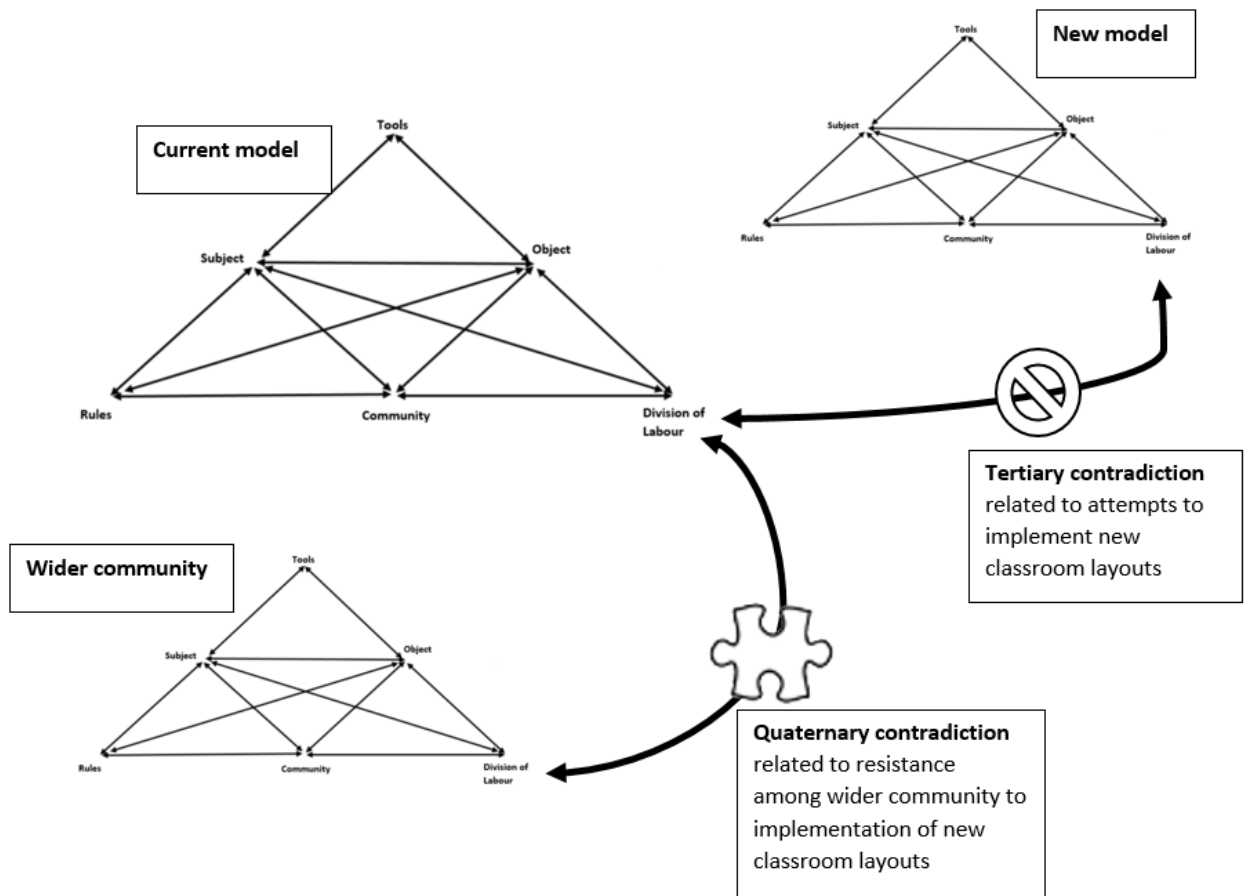 New model
Tools
Subject
Object
Rules
Community
Division of
Labour
Current model
Tools
Subject
Object
Rules
Community
Division of
Labour
Tertiary contradiction
related to attempts to
implement new
classroom layouts
Wider community
Tools
Subject
Object
Rules
Community
Division of
Labour
Quaternary contradiction
related to resistance
among wider community to
implementation of new
classroom layouts